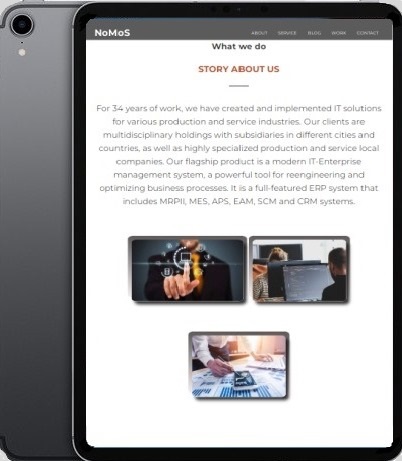 NoMoS
ABOUT SERVICE BLOG WORK CONTACT
What we do
STORY ABOUT US
For 34 years of work, we have created and implemented IT solutions
for various production and service industries. Our clients are
multidisciplinary holdings with subsidiaries in different cities and
countries, as well as highly specialized production and service local
companies. Our flagship product is a modern IT-Enterprise
management system, a powerful tool for reengineering and
optimizing business processes. It is a full-featured ERP system that
includes MRPII, MES, APS, EAM, SCM and CRM systems.